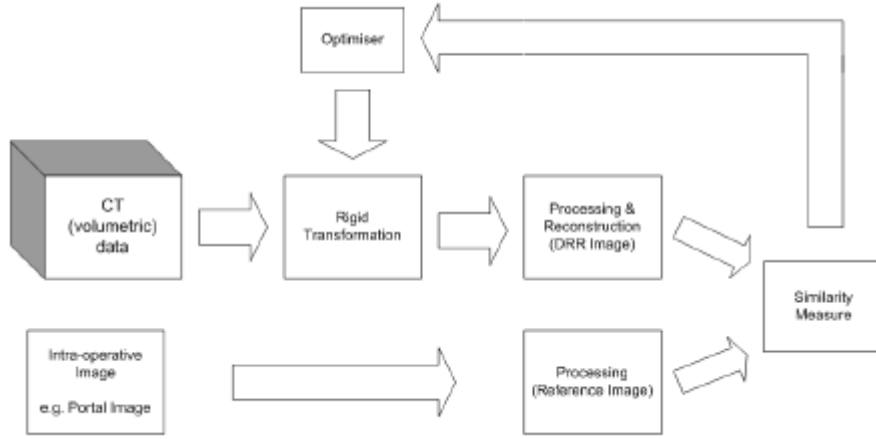 Optimiser
CT
(volumetric)
data
Rigid
Transformation
Processing &
Reconstruction
(DRR Image)
Similarity
Measure
Intra-operative
Image
e.g. Portal Image
Processing
(Reference Image)